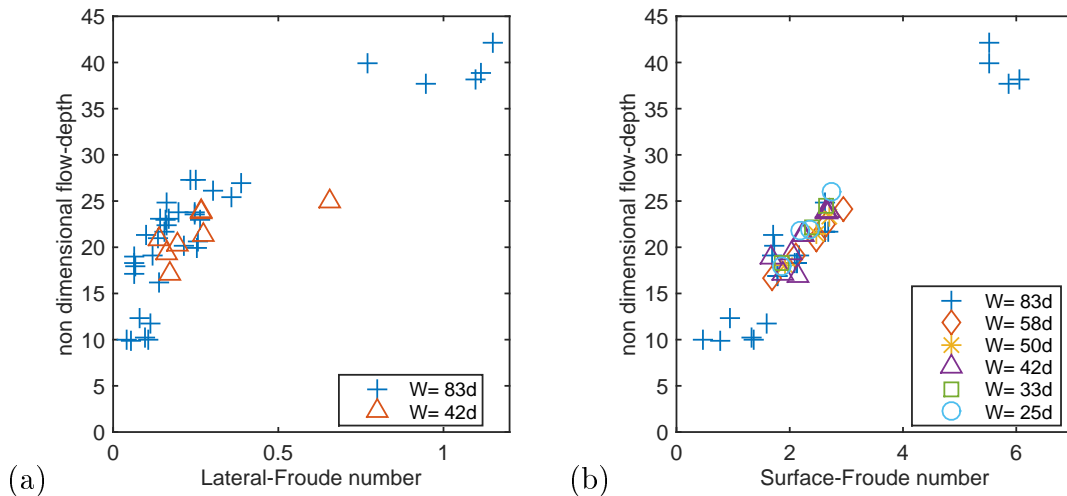 45
40
35
30
25
20
15
10
5
0
non dimensional flow-depth
0 0.5 1
Lateral-Froude number
W= 83d
W= 42d
(a)
45
40
35
30
25
20
15
10
5
0
non dimensional flow-depth
0 2 4 6
Surface-Froude number
W= 83d
W= 58d
W= 50d
W= 42d
W= 33d
W= 25d
(b)